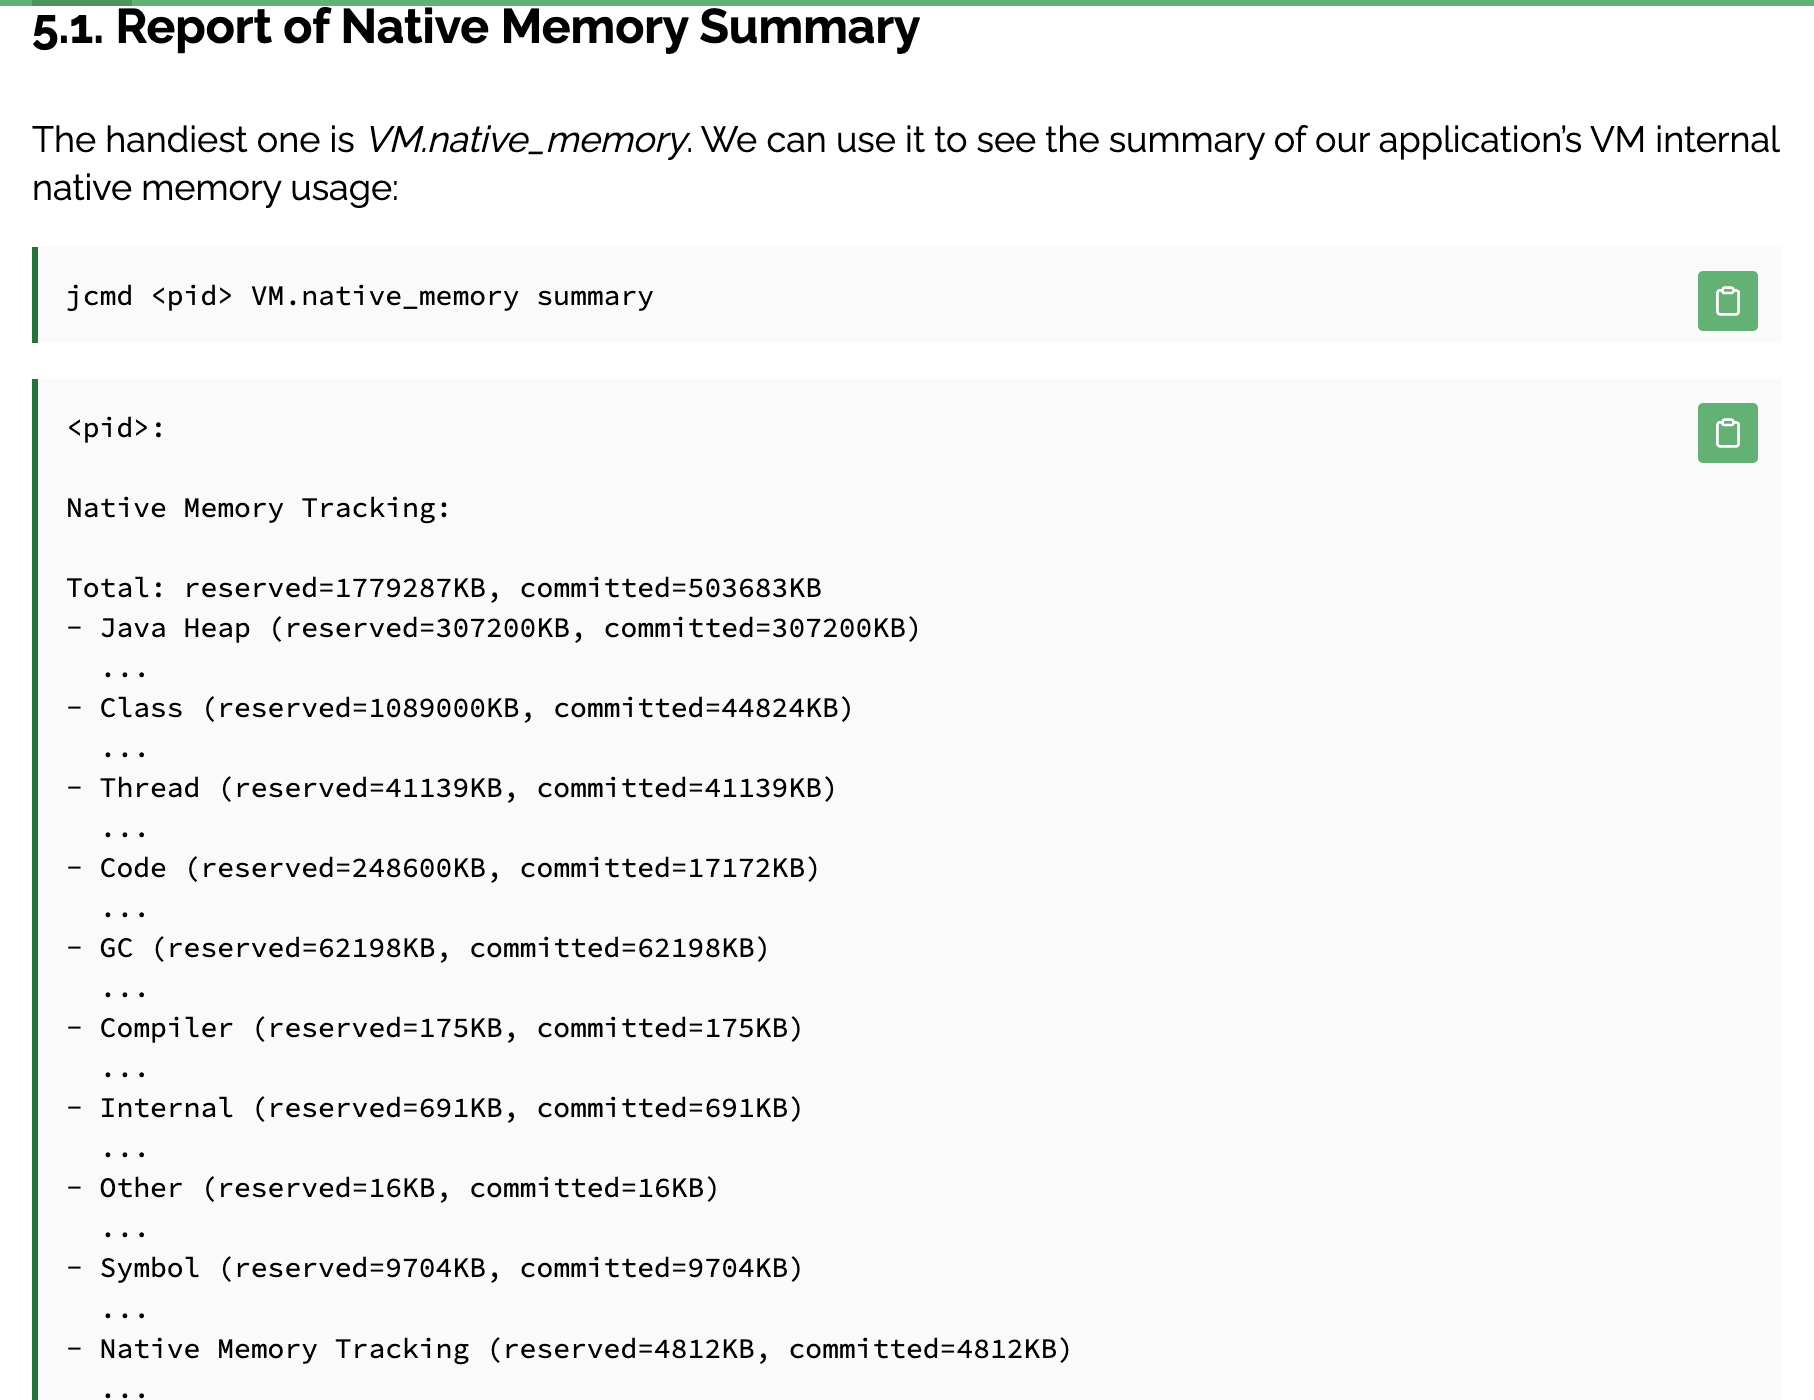 5.1. Report of Native Memory Summary
The handiest one is VM.native_memory. We can use it to see the summary of our application's VM internal
native memory usage:
jcmd <pid> VM.native_memory summary
<pid>:
Native Memory Tracking:
Total: reserved=1779287KB, committed=503683KB
- Java Heap (reserved=307200KB, committed=307200KB)
...
- Class (reserved=1089000KB, committed=44824KB)
...
- Thread (reserved=41139KB, committed=41139KB)
...
- Code (reserved=248600KB, committed=17172KB)
...
- GC (reserved=62198KB, committed=62198KB)
...
- Compiler (reserved=175KB, committed=175KB)
...
- Internal (reserved=691KB, committed=691KB)
...
- Other (reserved=16KB, committed=16KB)
...
- Symbol (reserved=9704KB, committed=9704KB)
...
- Native Memory Tracking (reserved=4812KB, committed=4812KB)
...